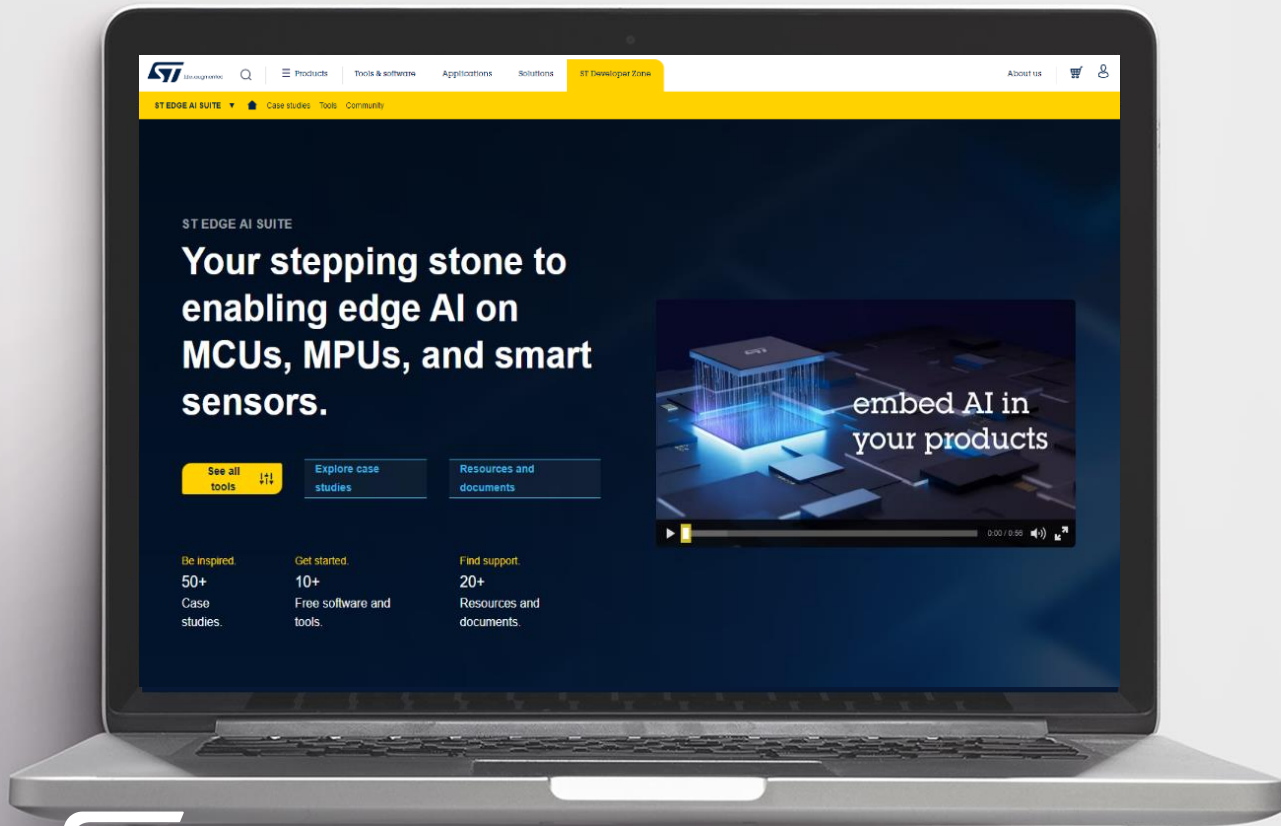 ST life.augmented Products Tools & software Applications Solutions ST Developer Zone About us
ST EDGE AI SUITE Case studies Tools Community
ST EDGE AI SUITE
Your stepping
stone to
enabling edge AI on
MCUs, MPUs, and smart
sensors.
embed AI in
your products
See all
tools
Explore case
studies
Resources and
documents
0:00 / 0:56
Be inspired.
50+
Case
studies.
Get started.
10+
Free software and
tools.
Find support.
20+
Resources and
documents.